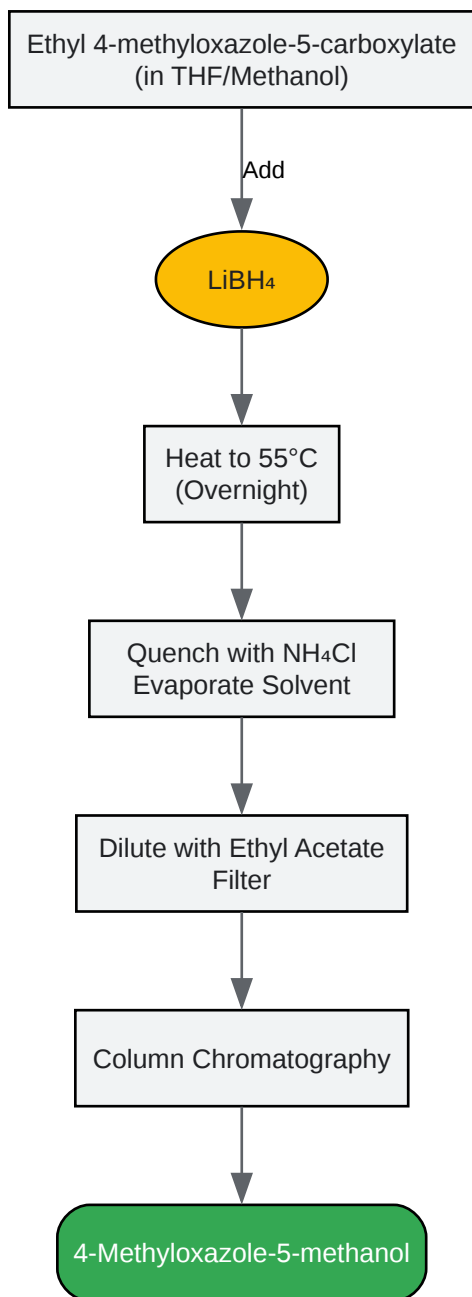 Ethyl 4-methyloxazole-5-carboxylate
(in THF/Methanol)
Add
LiBH₄
Heat to 55°C
(Overnight)
Quench with NH₄Cl
Evaporate Solvent
Dilute with Ethyl Acetate
Filter
Column Chromatography
4-Methyloxazole-5-methanol